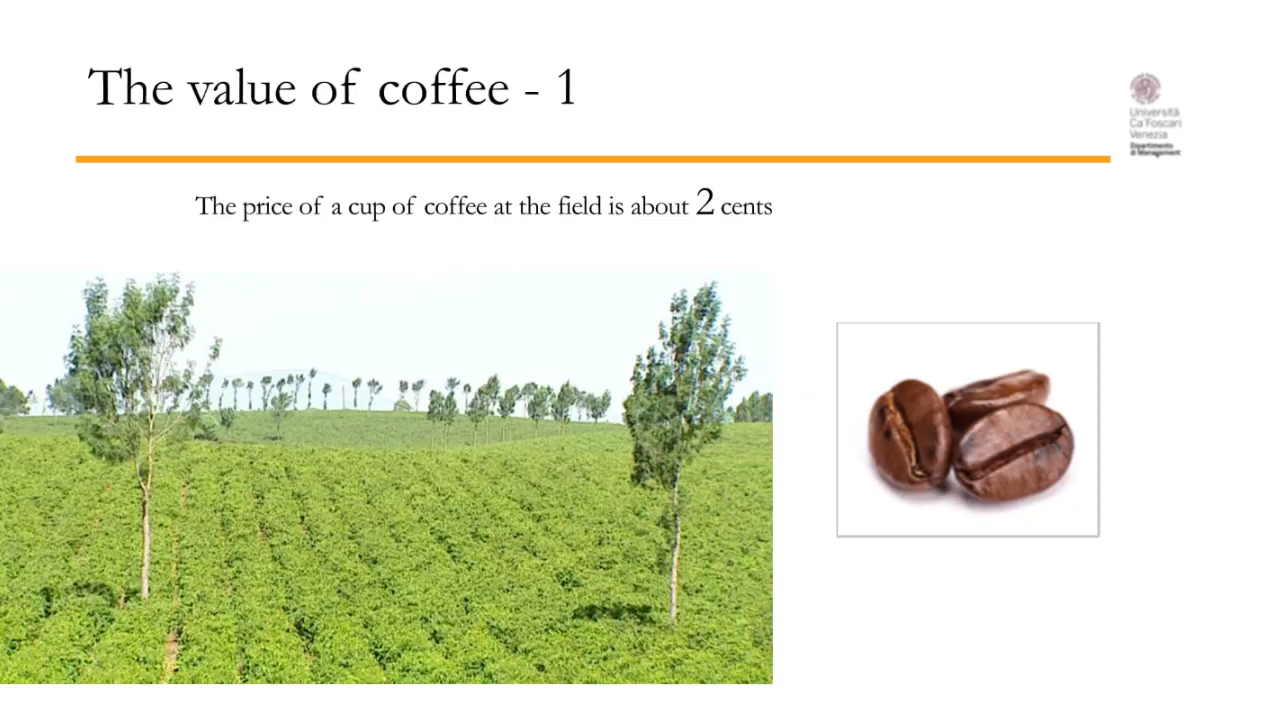 The value of coffee - 1
Università
Ca'Foscari
Venezia
Dipartimento
di Management
The price of a cup of coffee at the field is about 2 cents